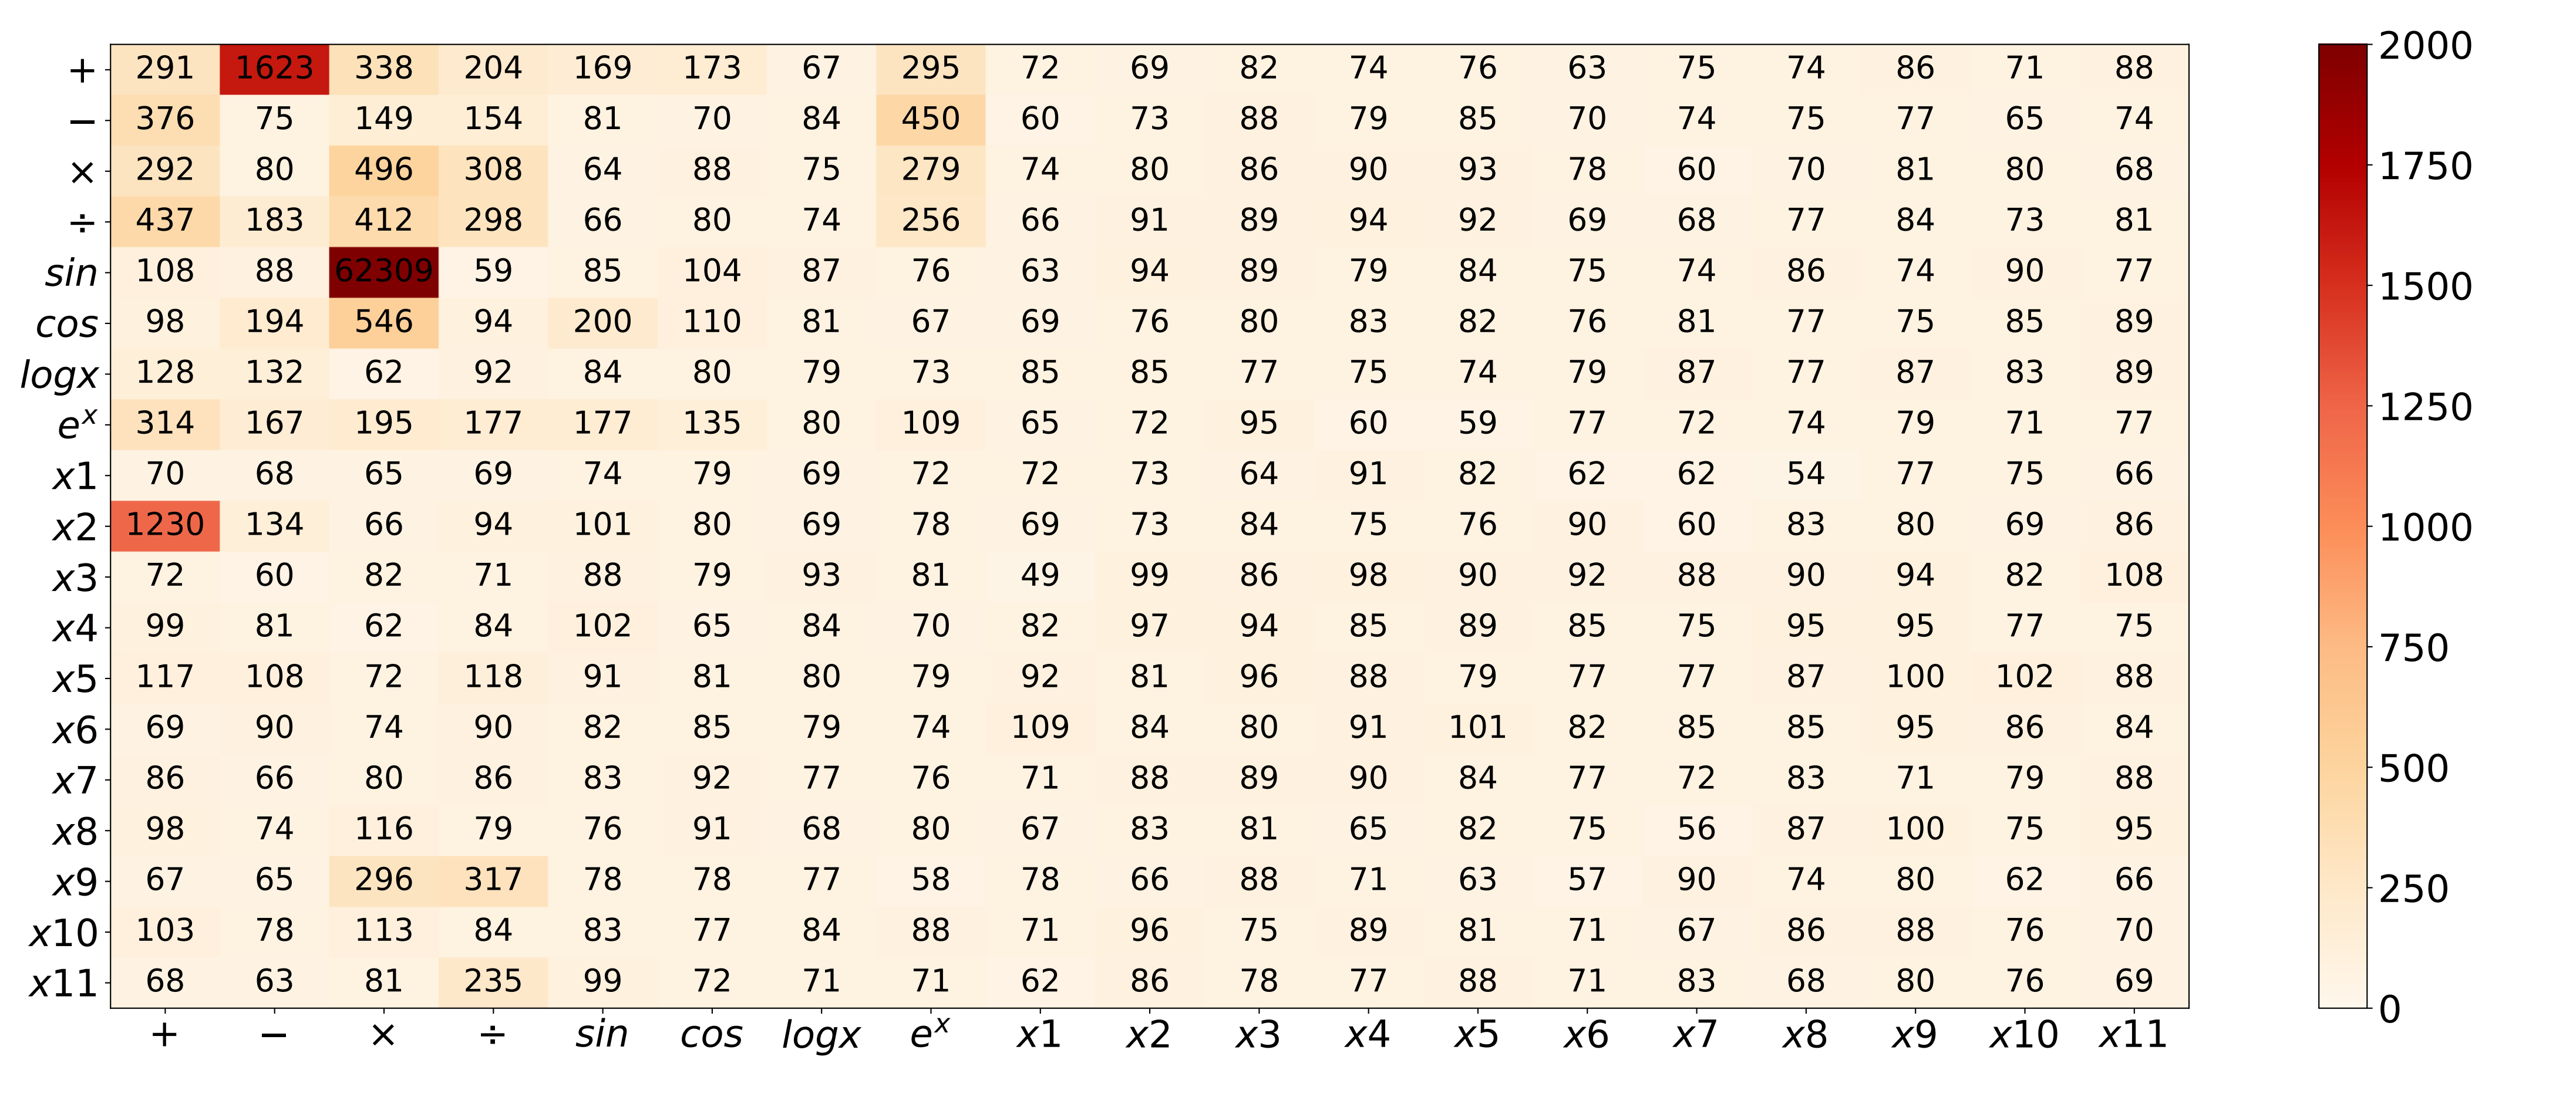 + 291 1623 338 204 169 173 67 295 72 69 82 74 76 63 75 74 86 71 88
− 376 75 149 154 81 70 84 450 60 73 88 79 85 70 74 75 77 65 74
× 292 80 496 308 64 88 75 279 74 80 86 90 93 78 60 70 81 80 68
÷ 437 183 412 298 66 80 74 256 66 91 89 94 92 69 68 77 84 73 81
sin 108 88 62309 59 85 104 87 76 63 94 89 79 84 75 74 86 74 90 77
cos 98 194 546 94 200 110 81 67 69 76 80 83 82 76 81 77 75 85 89
logx 128 132 62 92 84 80 79 73 85 85 77 75 74 79 87 77 87 83 89
e^x 314 167 195 177 177 135 80 109 65 72 95 60 59 77 72 74 79 71 77
x1 70 68 65 69 74 79 69 72 72 73 64 91 82 62 62 54 77 75 66
x2 1230 134 66 94 101 80 69 78 69 73 84 75 76 90 60 83 80 69 86
x3 72 60 82 71 88 79 93 81 49 99 86 98 90 92 88 90 94 82 108
x4 99 81 62 84 102 65 84 70 82 97 94 85 89 85 75 95 95 77 75
x5 117 108 72 118 91 81 80 79 92 81 96 88 79 77 77 87 100 102 88
x6 69 90 74 90 82 85 79 74 109 84 80 91 101 82 85 85 95 86 84
x7 86 66 80 86 83 92 77 76 71 88 89 90 84 77 72 83 71 79 88
x8 98 74 116 79 76 91 68 80 67 83 81 65 82 75 56 87 100 75 95
x9 67 65 296 317 78 78 77 58 78 66 88 71 63 57 90 74 80 62 66
x10 103 78 113 84 83 77 84 88 71 96 75 89 81 71 67 86 88 76 70
x11 68 63 81 235 99 72 71 71 62 86 78 77 88 71 83 68 80 76 69
+ − × ÷ sin cos logx e^x x1 x2 x3 x4 x5 x6 x7 x8 x9 x10 x11
2000
1750
1500
1250
1000
750
500
250
0